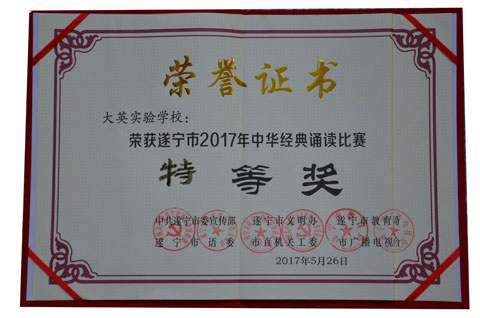 荣誉证书
大英实验学校：
荣获遂宁市2017年中华经典诵读比赛
特等奖
中共遂宁市委宣传部 遂宁市文明办 遂宁市教育局
遂宁市语委 市直机关工委 市广播电视台
2017年5月26日